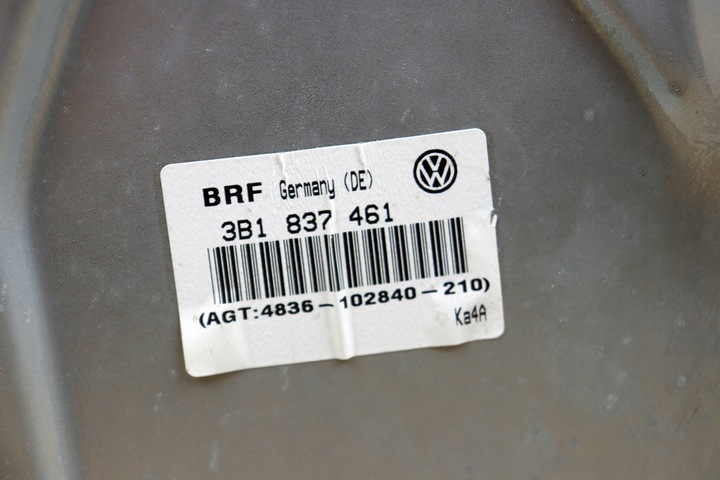 BRF Germany (DE)
3B1 837 461
(AGT:4836-102840-210)
Ka4A